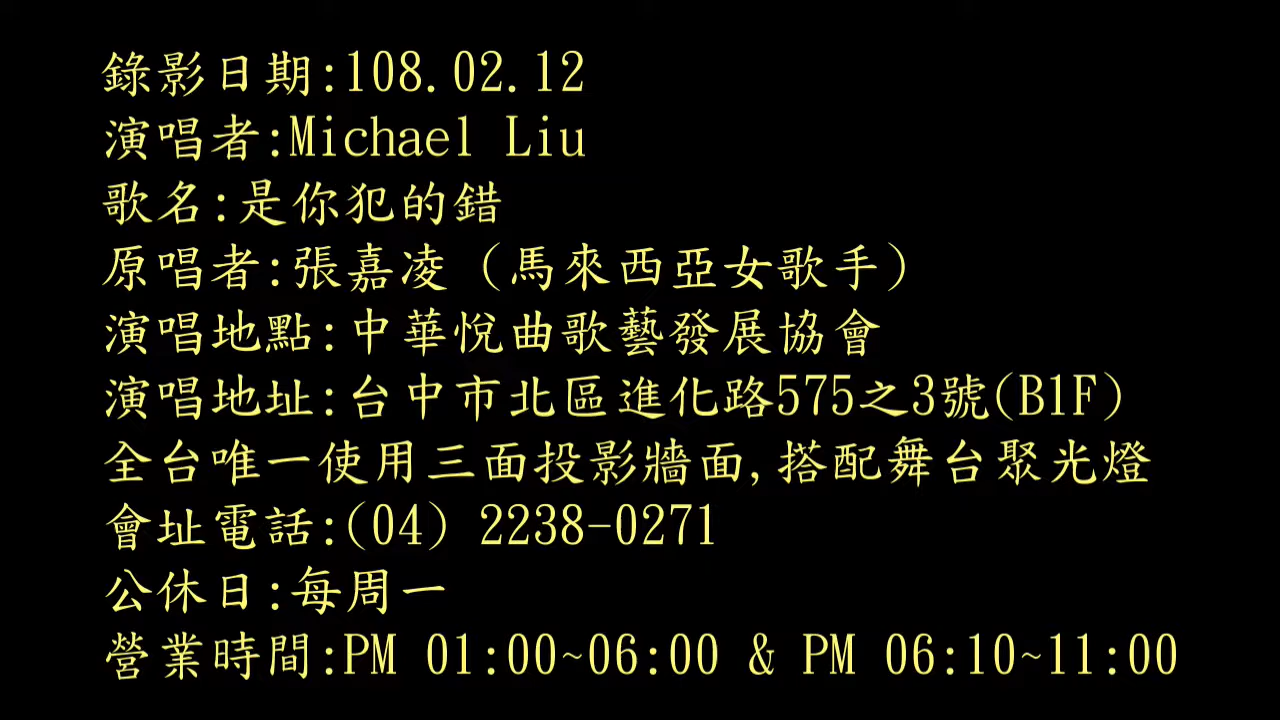 錄影日期:108.02.12
演唱者:Michael Liu
歌名:是你犯的錯
原唱者:張嘉凌 (馬來西亞女歌手)
演唱地點:中華悅曲歌藝發展協會
演唱地址:台中市北區進化路575之3號(B1F)
全台唯一使用三面投影牆面,搭配舞台聚光燈
會址電話:(04) 2238-0271
公休日:每周一
營業時間:PM 01:00~06:00 & PM 06:10~11:00